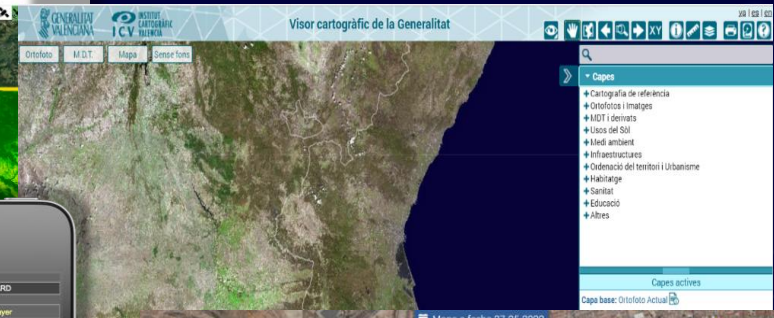 GENERALITAT
VALENCIANA
INSTITUT
CARTOGRÀFIC
VALENCIÀ
ICV
Visor cartogràfic de la Generalitat
va | es | en
XY
Ortofoto
M.D.T.
Mapa
Sense fons
Capes
Cartografia de referència
Ortofotos i Imatges
MDT i derivats
Usos del Sòl
Medi ambient
Infraestructures
Ordenació del territori i Urbanisme
Habitatge
Sanitat
Educació
Altres
Capes actives
Capa base: Ortofoto Actual